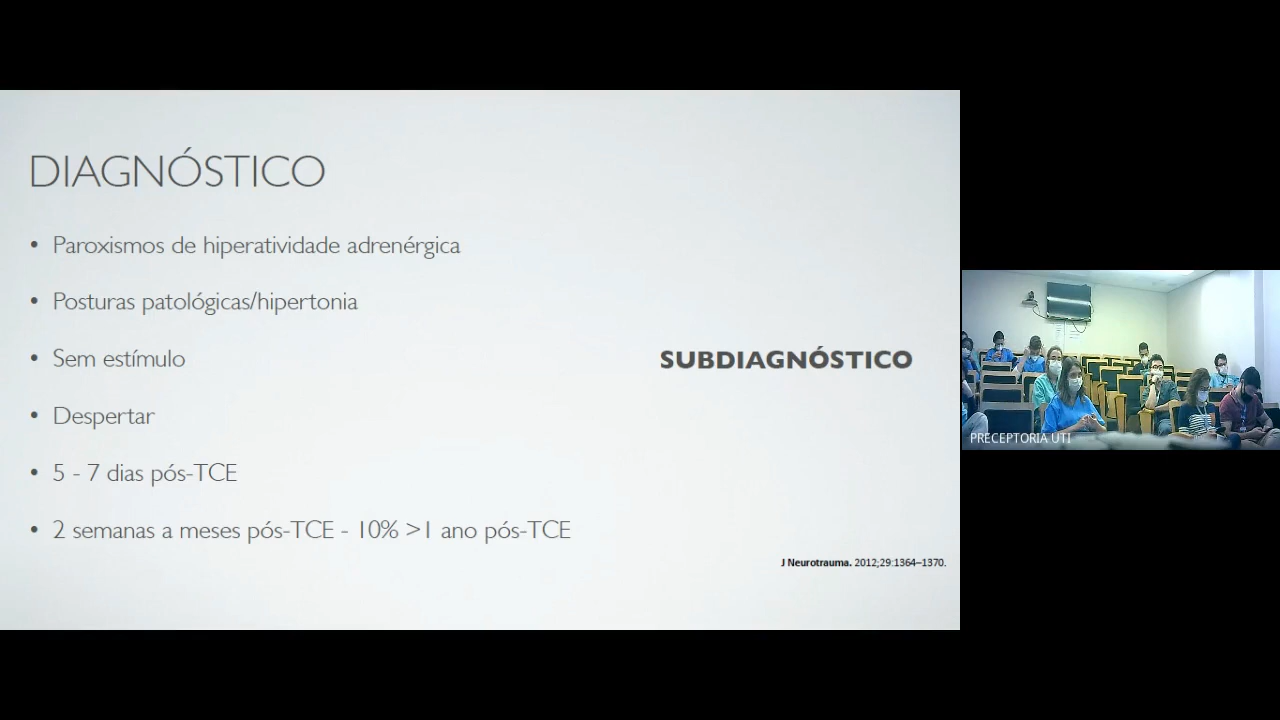 DIAGNÓSTICO
• Paroxismos de hiperatividade adrenérgica
• Posturas patológicas/hipertonia
• Sem estímulo
• Despertar
• 5 - 7 dias pós-TCE
• 2 semanas a meses pós-TCE - 10% >1 ano pós-TCE
SUBDIAGNÓSTICO
J Neurotrauma. 2012;29:1364–1370.
PRECEPTORIA UTI